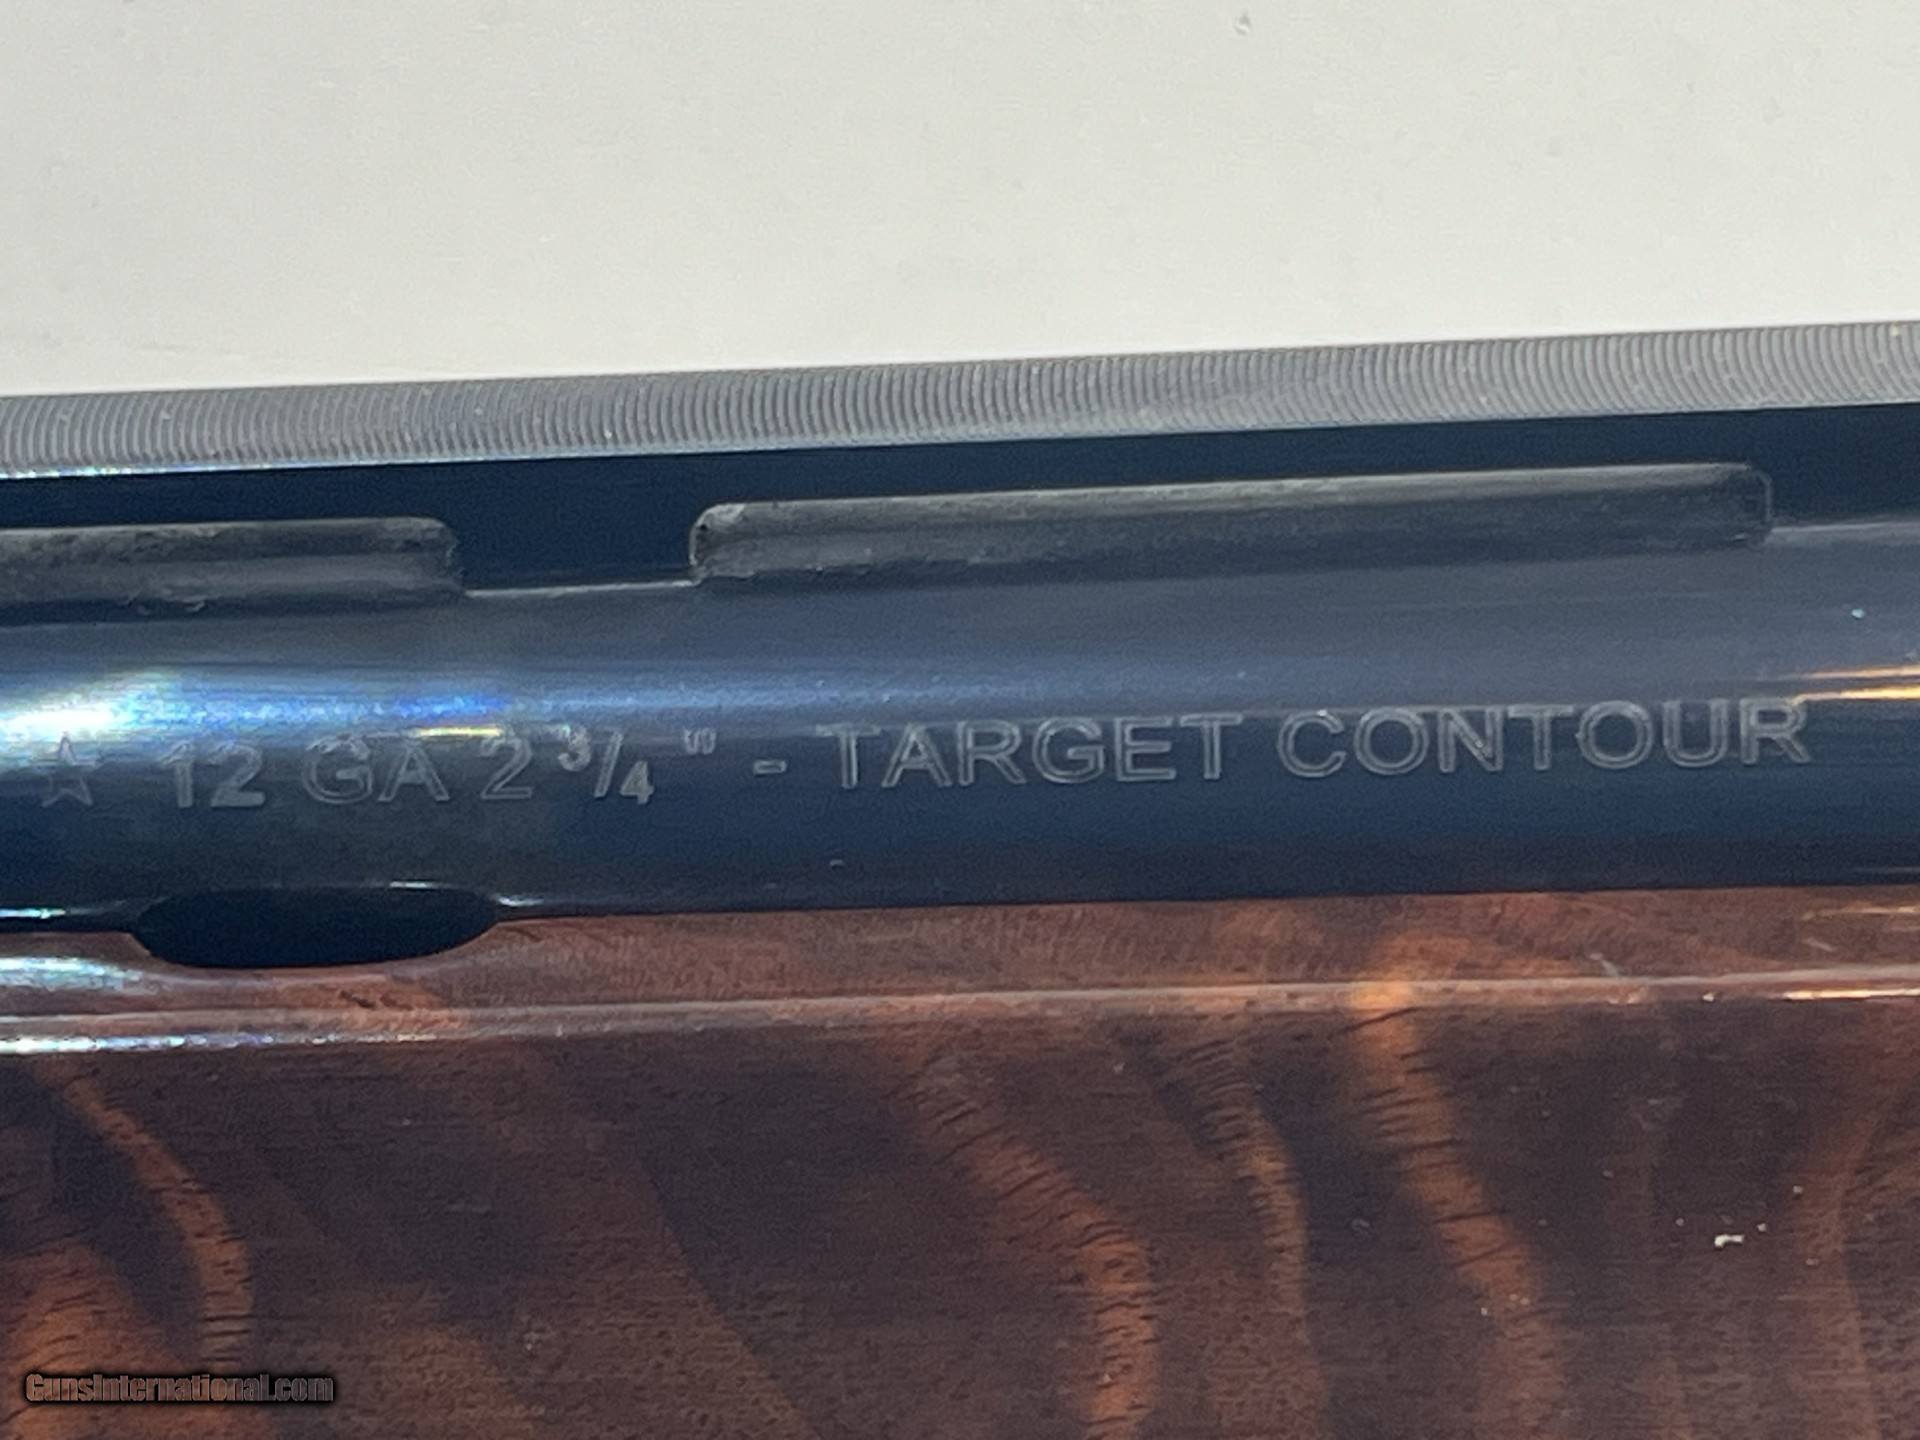 ☆ 12 GA 2 3/4 " - TARGET CONTOUR
GunsInternational.com